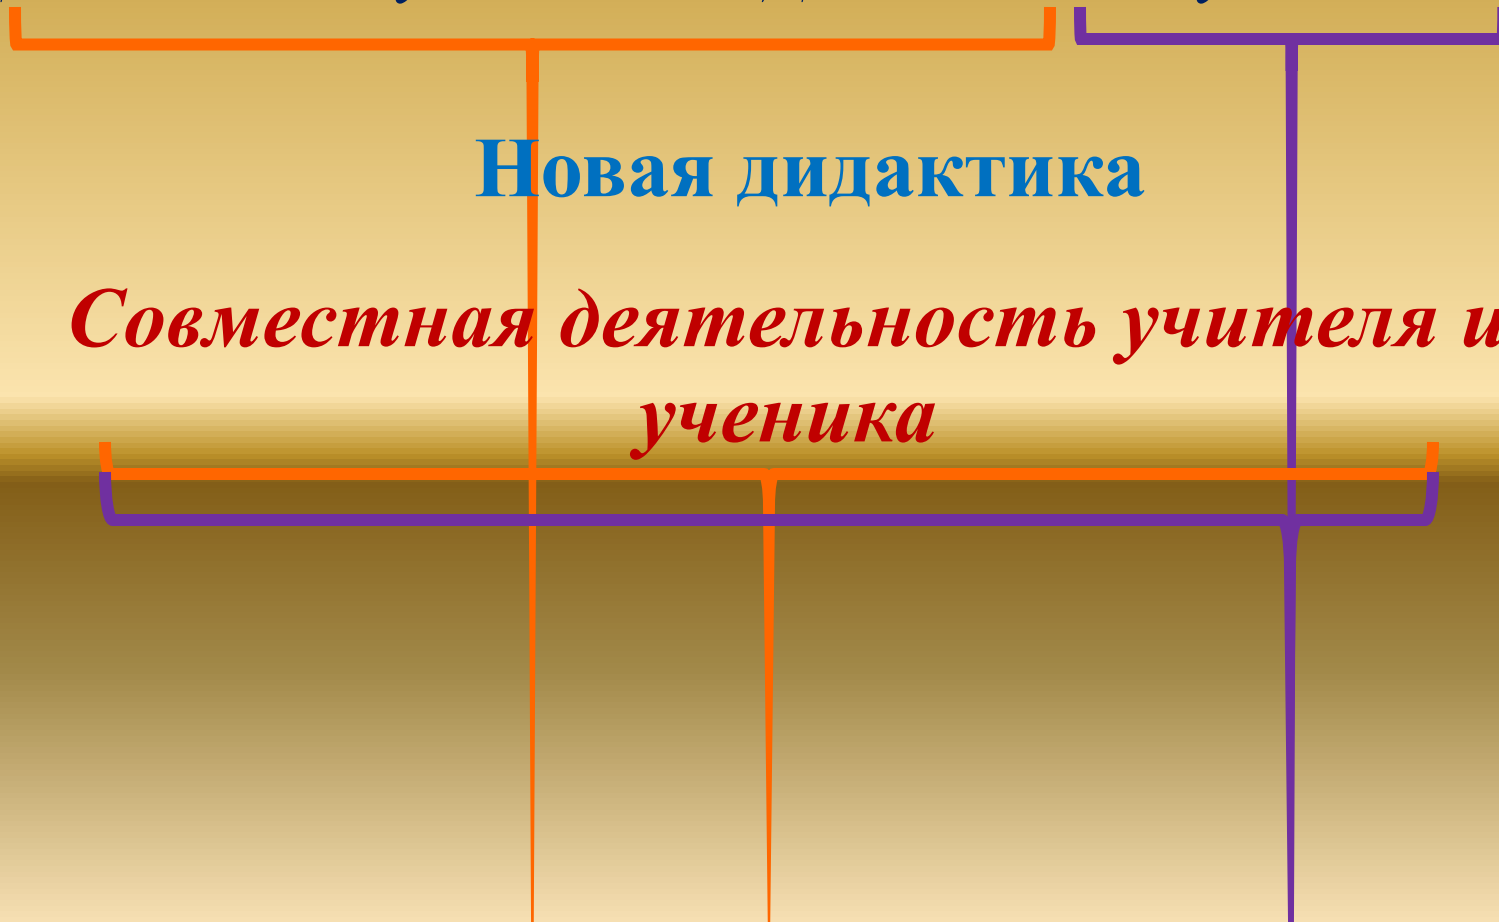 Новая дидактика
Совместная деятельность учителя и
ученика